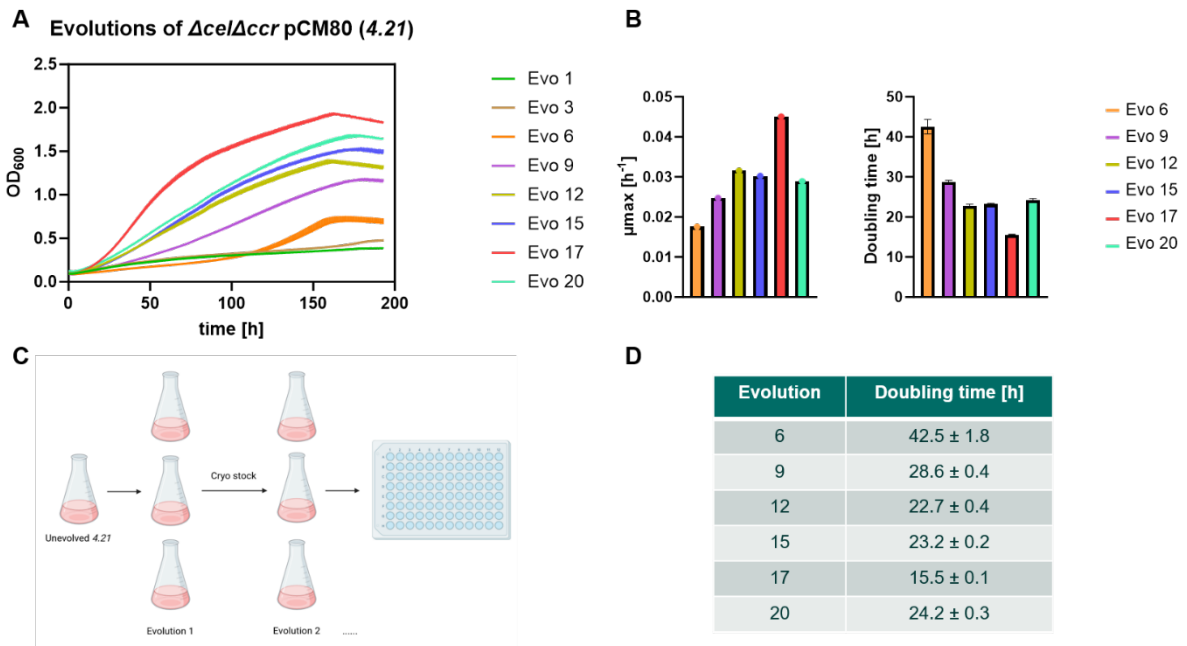 A
Evolutions of ΔcelΔccr pCM80 (4.21)
2.5
2.0
1.5
1.0
0.5
0.0
OD600
0 50 100 150 200
time [h]
Evo 1
Evo 3
Evo 6
Evo 9
Evo 12
Evo 15
Evo 17
Evo 20
B
0.05
0.04
0.03
0.02
0.01
0.00
µmax [h-1]
50
40
30
20
10
0
Doubling time [h]
Evo 6
Evo 9
Evo 12
Evo 15
Evo 17
Evo 20
C
Unevolved 4.21
Cryo stock
Evolution 1
Evolution 2
......
D
Evolution Doubling time [h]
6 42.5 ± 1.8
9 28.6 ± 0.4
12 22.7 ± 0.4
15 23.2 ± 0.2
17 15.5 ± 0.1
20 24.2 ± 0.3